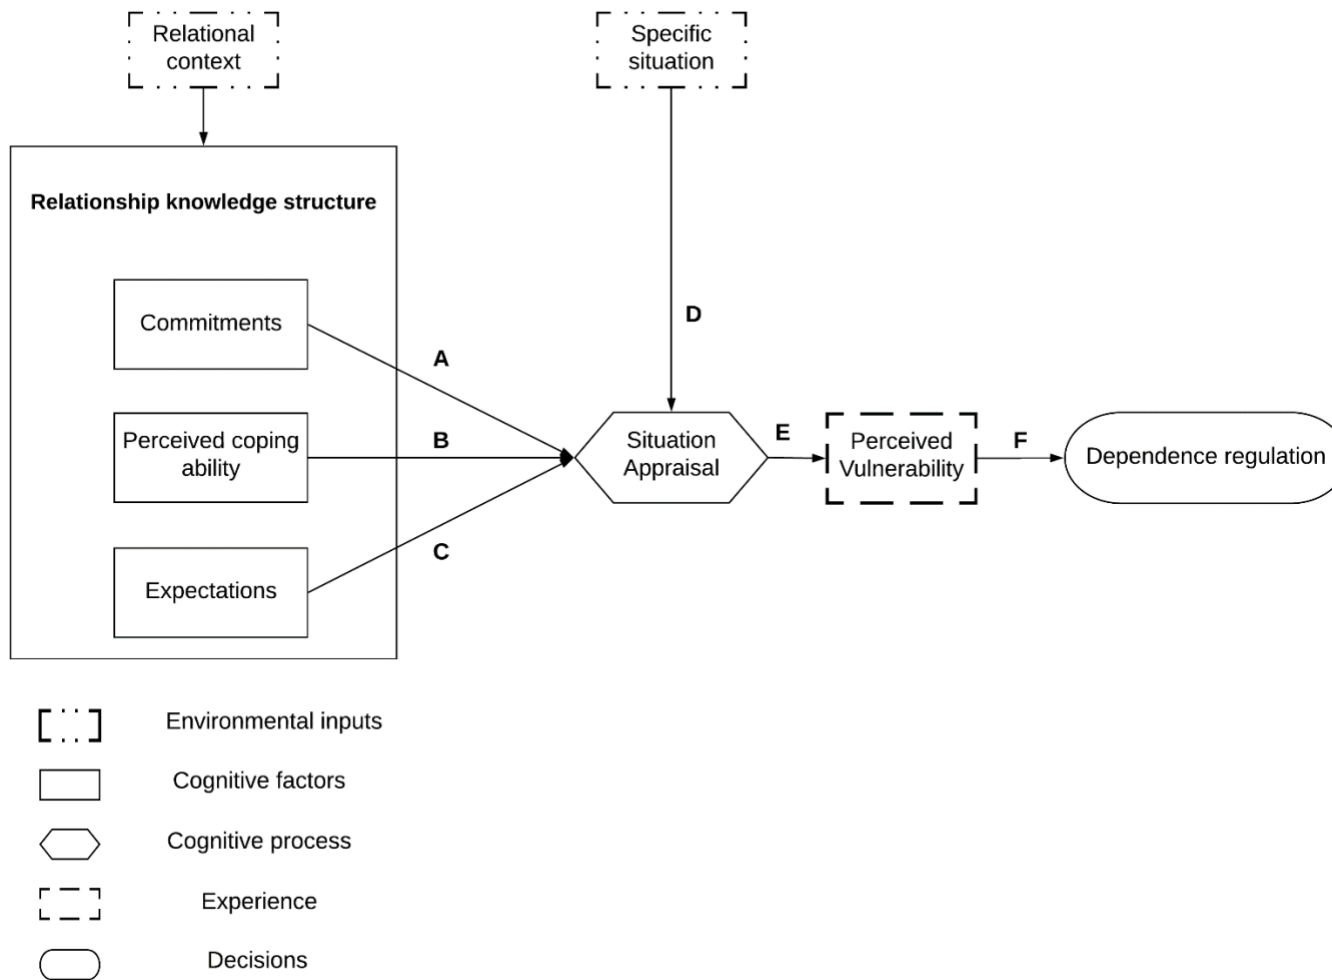 Relational
context
Specific
situation
Relationship knowledge structure
Commitments
Perceived coping
ability
Expectations
A
B
C
D
Situation
Appraisal
E
Perceived
Vulnerability
F
Dependence regulation
Environmental inputs
Cognitive factors
Cognitive process
Experience
Decisions